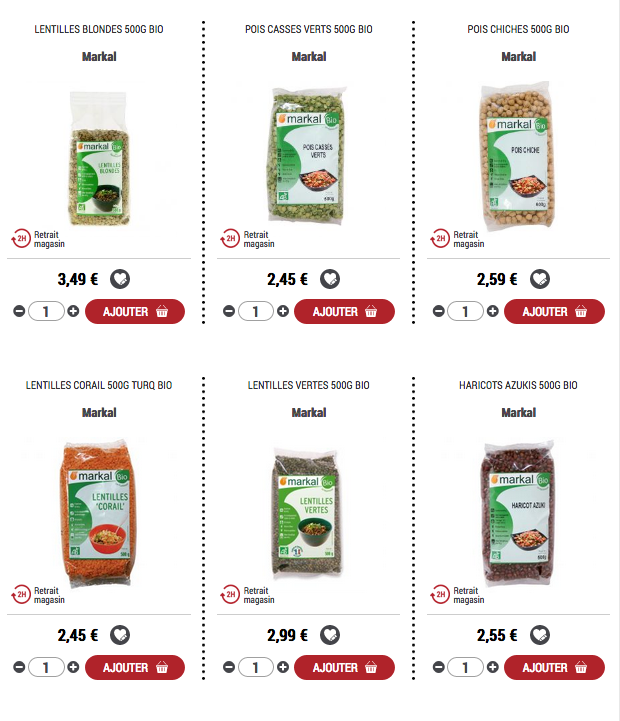 LENTILLES BLONDES 500G BIO
Markal
markal Bio
LENTILLES
BLONDES
2H Retrait
magasin
3,49 €
1 AJOUTER
POIS CASSES VERTS 500G BIO
Markal
markal Bio
POIS CASSÉS
VERTS
500g
2H Retrait
magasin
2,45 €
1 AJOUTER
POIS CHICHES 500G BIO
Markal
markal Bio
POIS CHICHE
500g
2H Retrait
magasin
2,59 €
1 AJOUTER
LENTILLES CORAIL 500G TURQ BIO
Markal
markal Bio
LENTILLES
'CORAIL'
500 g
2H Retrait
magasin
2,45 €
1 AJOUTER
LENTILLES VERTES 500G BIO
Markal
markal Bio
LENTILLES
VERTES
500 g
2H Retrait
magasin
2,99 €
1 AJOUTER
HARICOTS AZUKIS 500G BIO
Markal
markal Bio
HARICOT AZUKI
500g
2H Retrait
magasin
2,55 €
1 AJOUTER